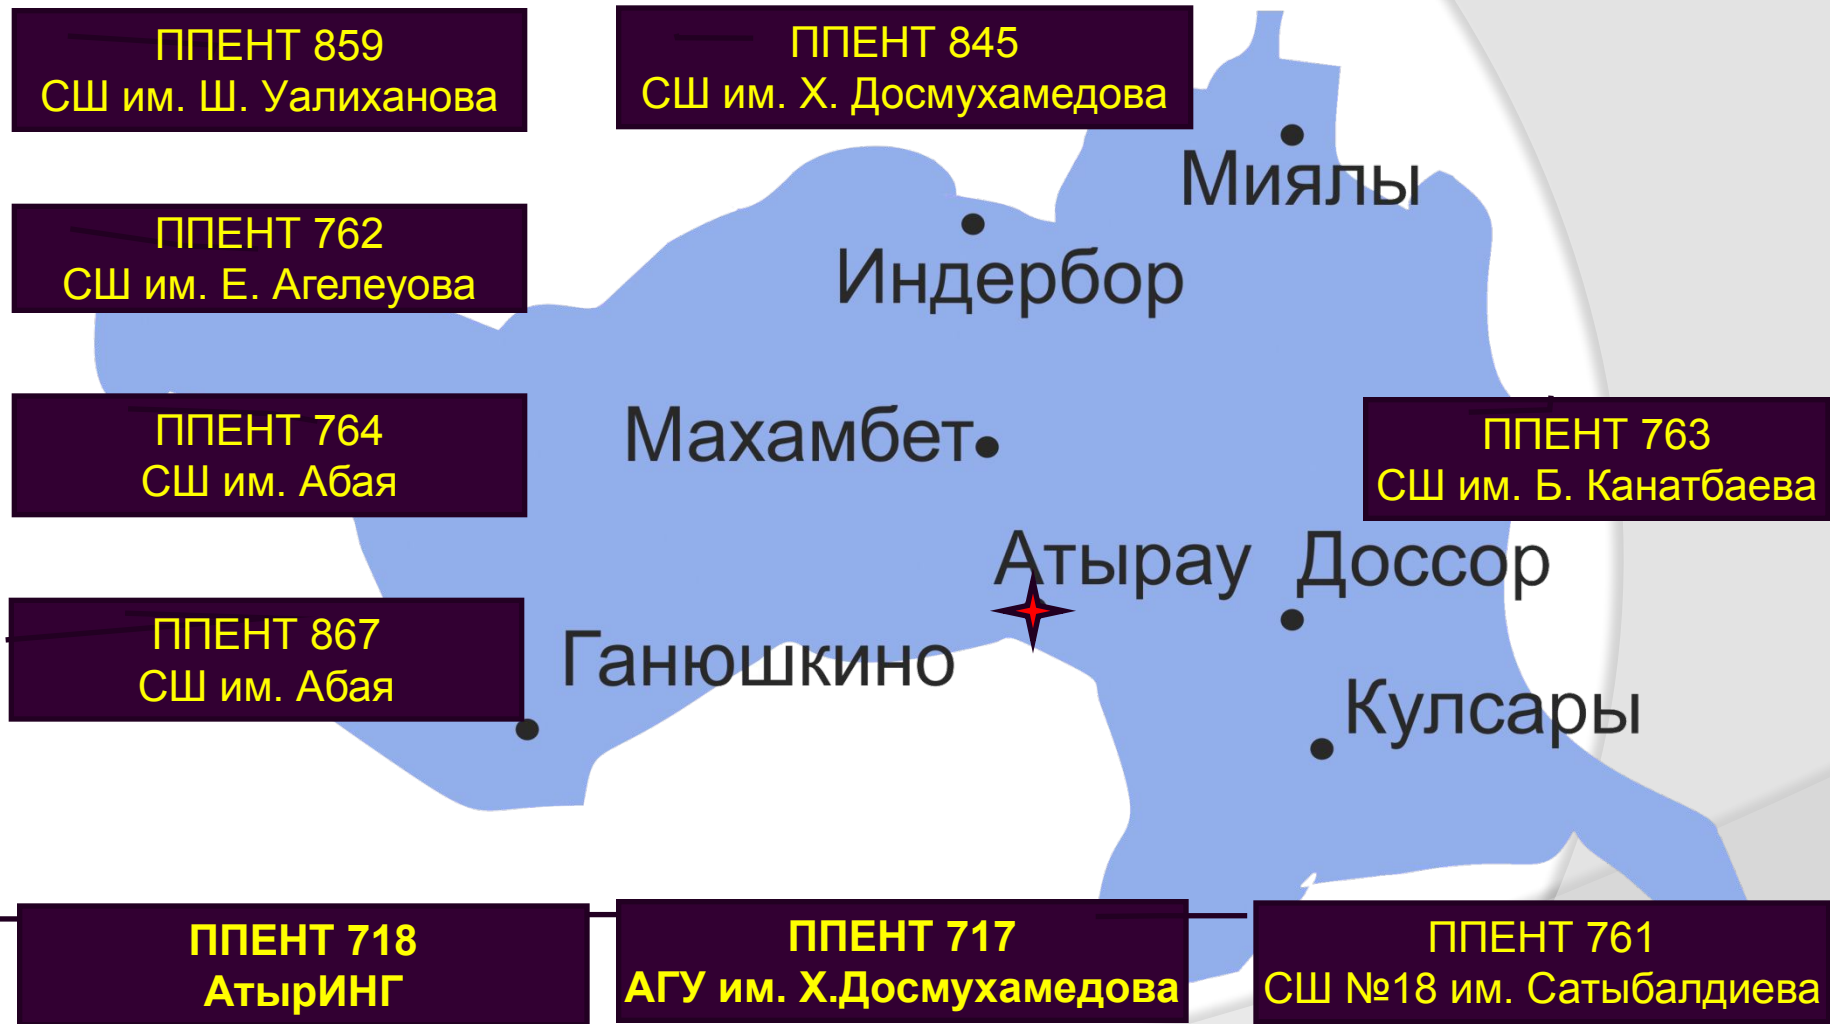 ППЕНТ 859
СШ им. Ш. Уалиханова
ППЕНТ 845
СШ им. Х. Досмухамедова
Миялы
ППЕНТ 762
СШ им. Е. Агелеуова
Индербор
ППЕНТ 764
СШ им. Абая
Махамбет
ППЕНТ 763
СШ им. Б. Канатбаева
Атырау
Доссор
ППЕНТ 867
СШ им. Абая
Ганюшкино
Кулсары
ППЕНТ 718
АтырИНГ
ППЕНТ 717
АГУ им. Х.Досмухамедова
ППЕНТ 761
СШ №18 им. Сатыбалдиева